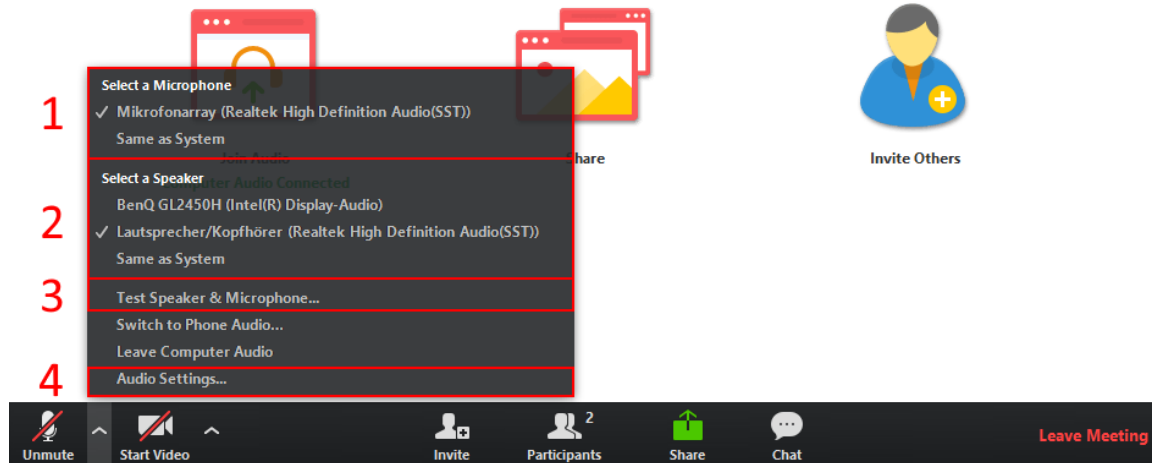 1
Select a Microphone
✓ Mikrofonarray (Realtek High Definition Audio(SST))
Same as System
Join Audio
Share
Invite Others
2
Select a Speaker
Computer Audio Connected
BenQ GL2450H (Intel(R) Display-Audio)
✓ Lautsprecher/Kopfhörer (Realtek High Definition Audio(SST))
Same as System
3
Test Speaker & Microphone...
Switch to Phone Audio...
Leave Computer Audio
4
Audio Settings...
Unmute
Start Video
Invite
Participants 2
Share
Chat
Leave Meeting